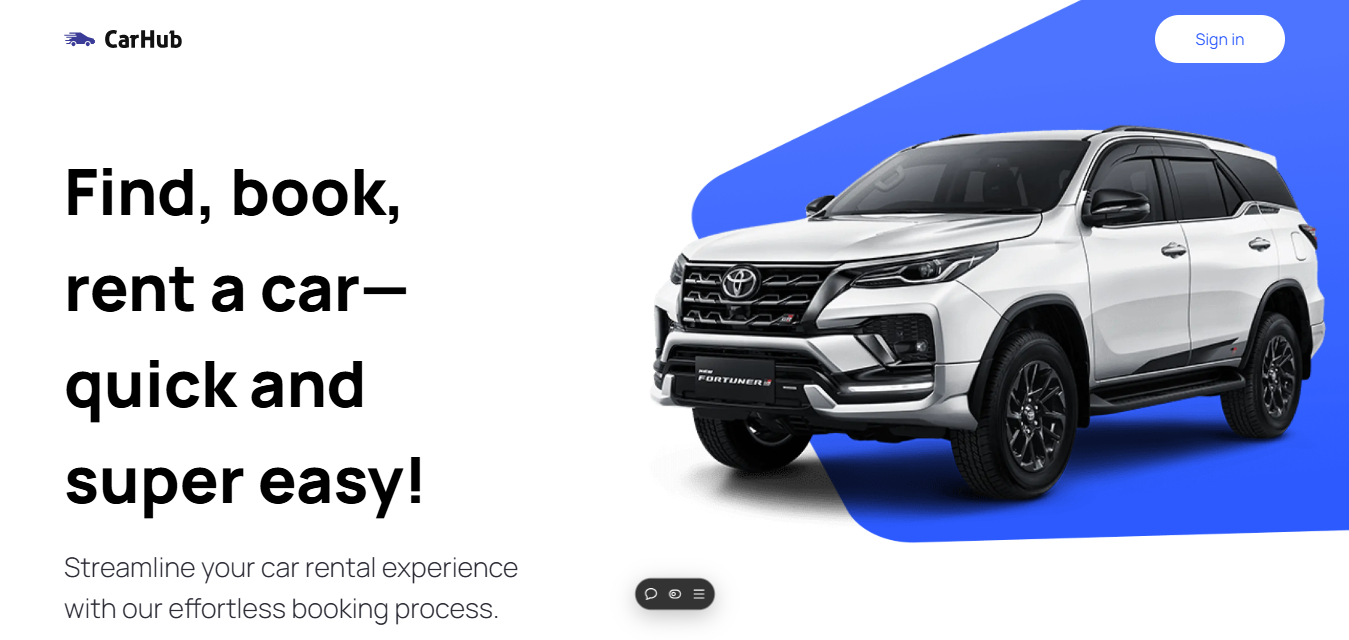 CarHub
Sign in
Find, book,
rent a car—
quick and
super easy!
FORTUNER
Streamline your car rental experience
with our effortless booking process.